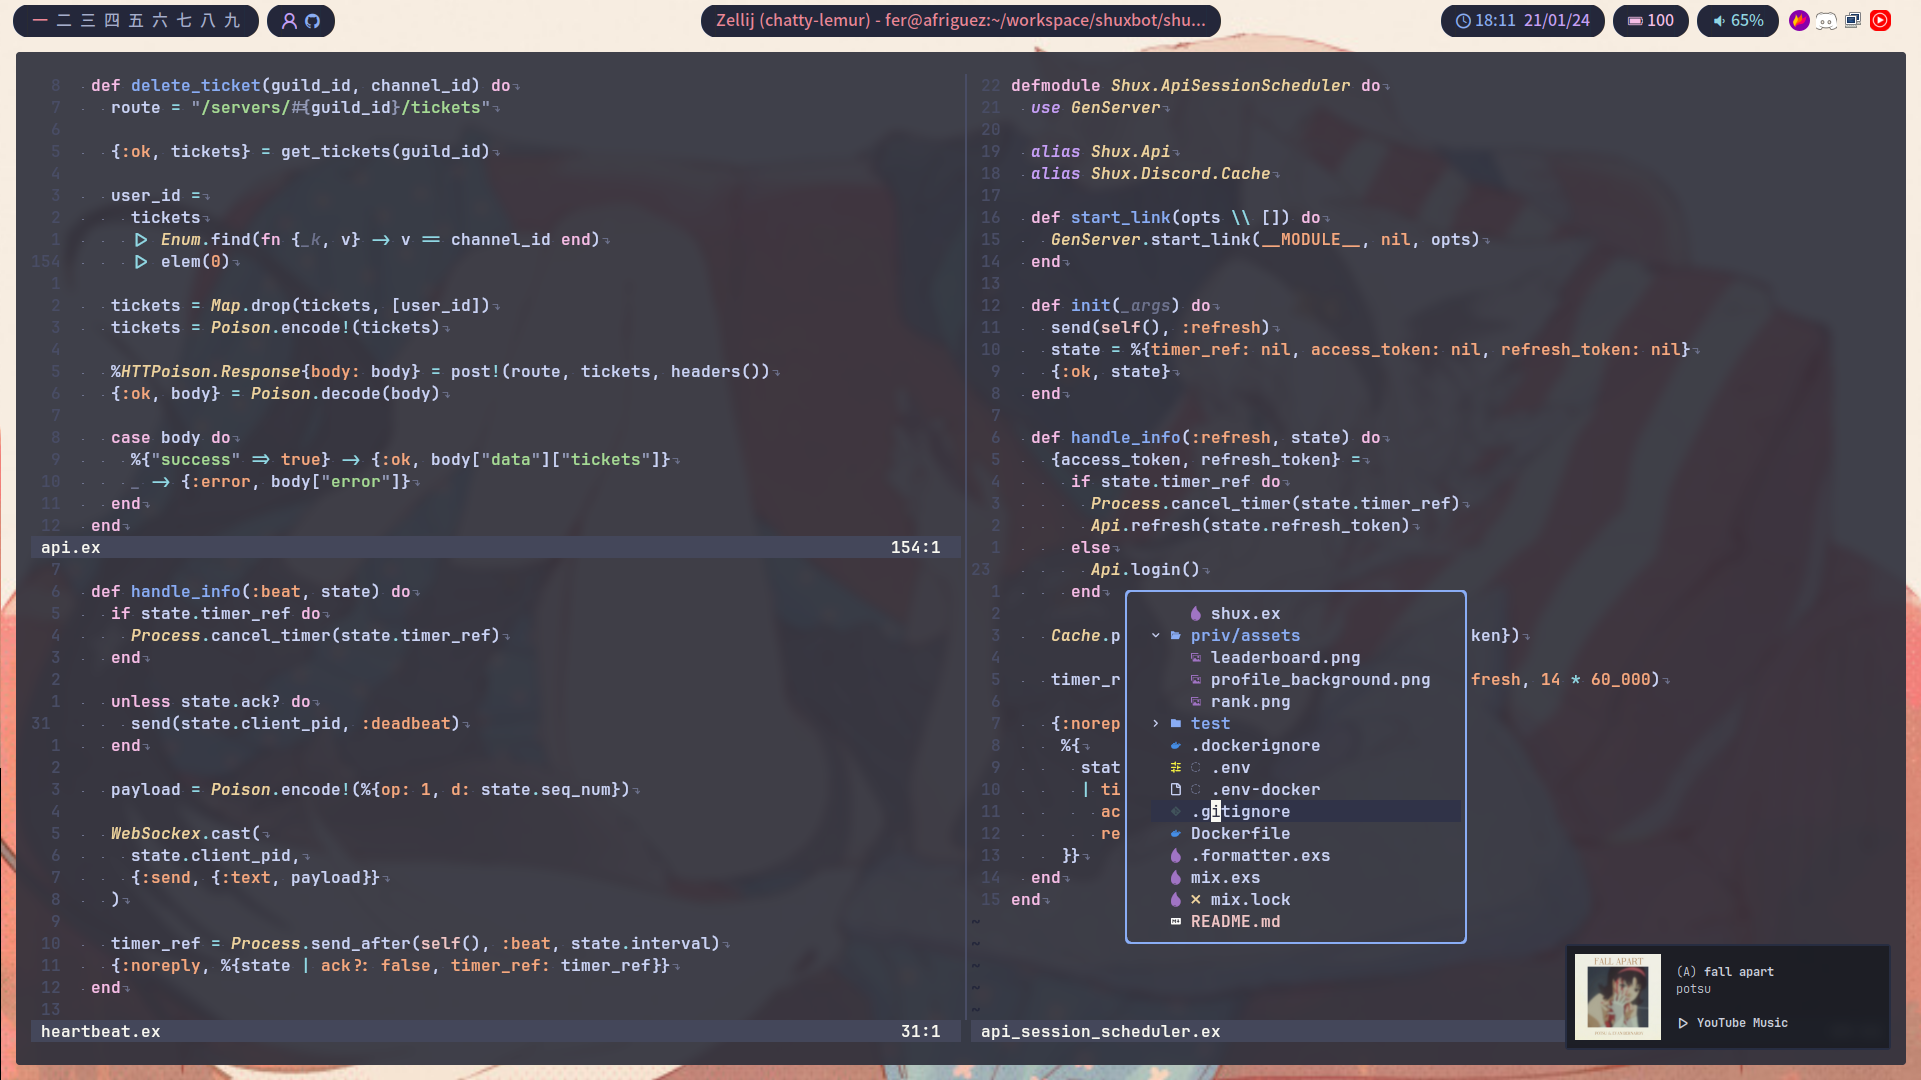 一 二 三 四 五 六 七 八 九
Zellij (chatty-lemur) - fer@afriguez:~/workspace/shuxbot/shu...
18:11 21/01/24
100
65%
8 def delete_ticket(guild_id, channel_id) do
7 route = "/servers/#{guild_id}/tickets"
6
5 {:ok, tickets} = get_tickets(guild_id)
4
3 user_id =
2 tickets
1 |> Enum.find(fn {_k, v} -> v == channel_id end)
154 |> elem(0)
1
2 tickets = Map.drop(tickets, [user_id])
3 tickets = Poison.encode!(tickets)
4
5 %HTTPoison.Response{body: body} = post!(route, tickets, headers())
6 {:ok, body} = Poison.decode(body)
7
8 case body do
9 %{"success" => true} -> {:ok, body["data"]["tickets"]}
10 _ -> {:error, body["error"]}
11 end
12 end
api.ex 154:1
7
6 def handle_info(:beat, state) do
5 if state.timer_ref do
4 Process.cancel_timer(state.timer_ref)
3 end
2
1 unless state.ack? do
31 send(state.client_pid, :deadbeat)
1 end
2
3 payload = Poison.encode!(%{op: 1, d: state.seq_num})
4
5 WebSockex.cast(
6 state.client_pid,
7 {:send, {:text, payload}}
8 )
9
10 timer_ref = Process.send_after(self(), :beat, state.interval)
11 {:noreply, %{state | ack?: false, timer_ref: timer_ref}}
12 end
13
heartbeat.ex 31:1
22 defmodule Shux.ApiSessionScheduler do
21 use GenServer
20
19 alias Shux.Api
18 alias Shux.Discord.Cache
17
16 def start_link(opts \\ []) do
15 GenServer.start_link(__MODULE__, nil, opts)
14 end
13
12 def init(_args) do
11 send(self(), :refresh)
10 state = %{timer_ref: nil, access_token: nil, refresh_token: nil}
9 {:ok, state}
8 end
7
6 def handle_info(:refresh, state) do
5 {access_token, refresh_token} =
4 if state.timer_ref do
3 Process.cancel_timer(state.timer_ref)
2 Api.refresh(state.refresh_token)
1 else
23 Api.login()
1 end
2
3 Cache.p ken})
4
5 timer_r fresh, 14 * 60_000)
6
7 {:norep
8 %{
9 stat
10 | ti
11 ac
12 re
13 }}
14 end
15 end
~
~
~
~
~
api_session_scheduler.ex
shux.ex
priv/assets
leaderboard.png
profile_background.png
rank.png
test
.dockerignore
.env
.env-docker
.gitignore
Dockerfile
.formatter.exs
mix.exs
mix.lock
README.md
FALL APART
(A) fall apart
potsu
YouTube Music